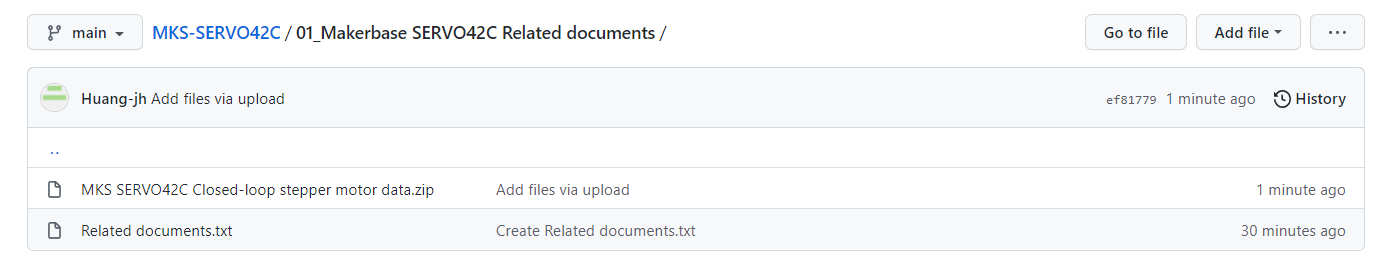 main MKS-SERVO42C / 01_Makerbase SERVO42C Related documents / Go to file Add file ...
Huang-jh Add files via upload ef81779 1 minute ago History
..
MKS SERVO42C Closed-loop stepper motor data.zip Add files via upload 1 minute ago
Related documents.txt Create Related documents.txt 30 minutes ago